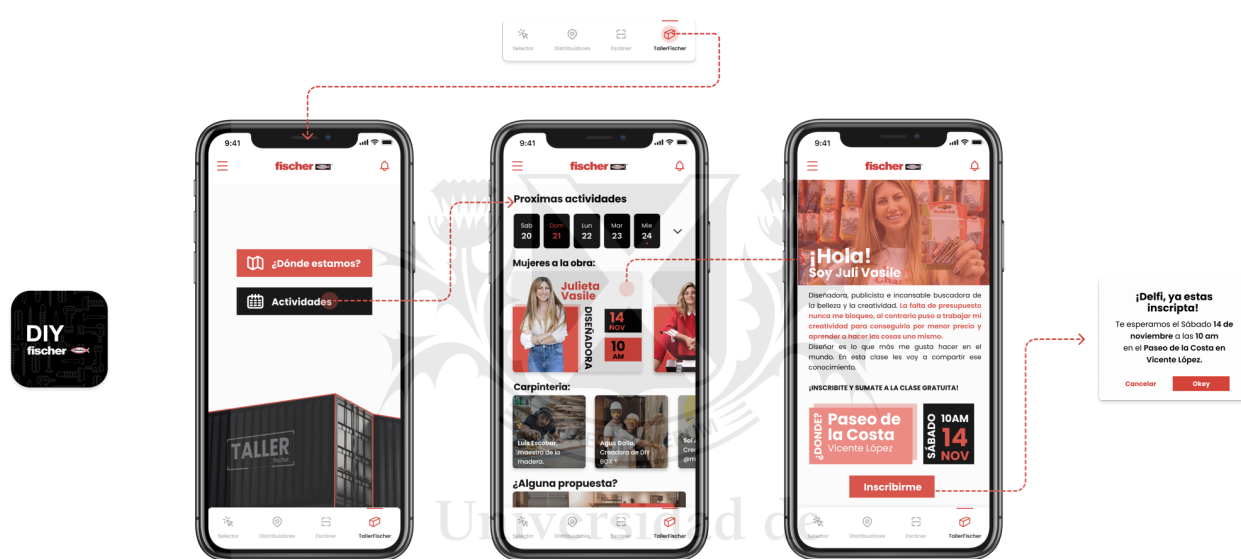 Selector
Distribuidores
Escáner
TallerFischer
DIY
fischer
9:41
fischer
¿Dónde estamos?
Actividades
TALLER
fischer
Selector
Distribuidores
Escáner
TallerFischer
9:41
fischer
Proximas actividades
Sab
20
Dom
21
Lun
22
Mar
23
Mie
24
Mujeres a la obra:
Julieta
Vasile
DISEÑADORA
14
NOV
10
AM
Carpinteria:
Luis Escobar,
maestro de la
madera.
Agus Gallo,
Creadora de DIY
BOX ®
¿Alguna propuesta?
Selector
Distribuidores
Escáner
TallerFischer
9:41
fischer
¡Hola!
Soy Juli Vasile
Diseñadora, publicista e incansable buscadora de
la belleza y la creatividad. La falta de presupuesto
nunca me bloqueo, al contrario puso a trabajar mi
creatividad para conseguirlo por menor precio y
aprender a hacer las cosas uno mismo.
Diseñar es lo que más me gusta hacer en el
mundo. En esta clase les voy a compartir ese
conocimiento.
¡INSCRIBITE Y SUMATE A LA CLASE GRATUITA!
¿DONDE?
Paseo de
la Costa
Vicente López
SÁBADO
10AM
14
NOV
Inscribirme
Selector
Distribuidores
Escáner
TallerFischer
¡Delfi, ya estas
inscripta!
Te esperamos el Sábado 14 de
noviembre a las 10 am
en el Paseo de la Costa en
Vicente López.
Cancelar
Okey
Universidad de